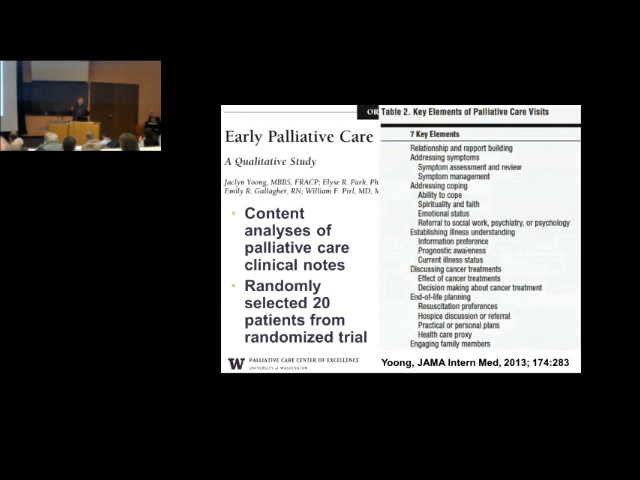 OR
Early Palliative Care
A Qualitative Study
Jaclyn Yoong, MBBS, FRACP; Elyse R. Park, Ph
Emily R. Gallagher, RN; William F. Pirl, MD, M
• Content
analyses of
palliative care
clinical notes
• Randomly
selected 20
patients from
randomized trial
W PALLIATIVE CARE CENTER OF EXCELLENCE
UNIVERSITY of WASHINGTON
Table 2. Key Elements of Palliative Care Visits
7 Key Elements
Relationship and rapport building
Addressing symptoms
Symptom assessment and review
Symptom management
Addressing coping
Ability to cope
Spirituality and faith
Emotional status
Referral to social work, psychiatry, or psychology
Establishing illness understanding
Information preference
Prognostic awareness
Current illness status
Discussing cancer treatments
Effect of cancer treatments
Decision making about cancer treatment
End-of-life planning
Resuscitation preferences
Hospice discussion or referral
Practical or personal plans
Health care proxy
Engaging family members
Yoong, JAMA Intern Med, 2013; 174:283